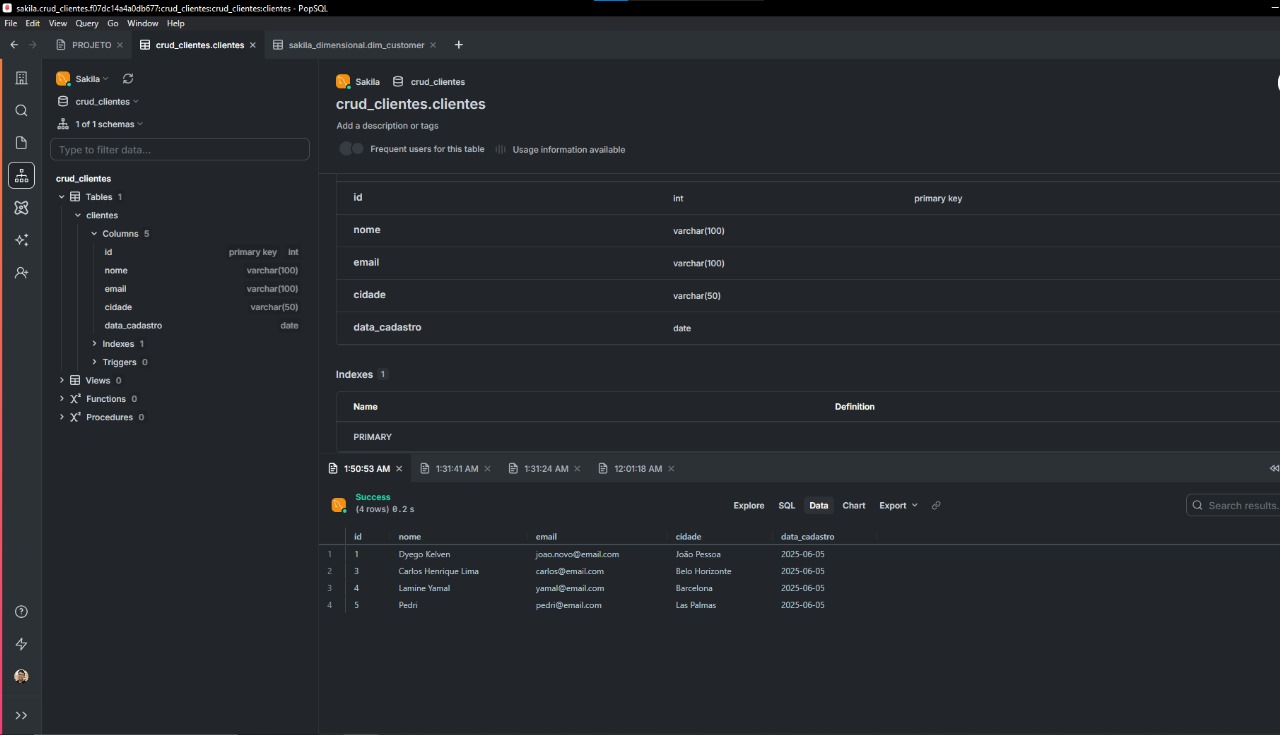 sakila.crud_clientes.f07dc14a4a0db677:crud_clientes:crud_clientes:clientes - PopSQL
File Edit View Query Go Window Help
PROJETO crud_clientes.clientes sakila_dimensional.dim_customer
Sakila
crud_clientes
1 of 1 schemas
Type to filter data...
crud_clientes
Tables 1
clientes
Columns 5
id primary key int
nome varchar(100)
email varchar(100)
cidade varchar(50)
data_cadastro date
Indexes 1
Triggers 0
Views 0
Functions 0
Procedures 0
Sakila crud_clientes
crud_clientes.clientes
Add a description or tags
Frequent users for this table Usage information available
id int primary key
nome varchar(100)
email varchar(100)
cidade varchar(50)
data_cadastro date
Indexes 1
Name Definition
PRIMARY
1:50:53 AM 1:31:41 AM 1:31:24 AM 12:01:18 AM
Success
(4 rows) 0.2 s
Explore SQL Data Chart Export
Search results.
id nome email cidade data_cadastro
1 1 Dyego Kelven joao.novo@email.com João Pessoa 2025-06-05
2 3 Carlos Henrique Lima carlos@email.com Belo Horizonte 2025-06-05
3 4 Lamine Yamal yamal@email.com Barcelona 2025-06-05
4 5 Pedri pedri@email.com Las Palmas 2025-06-05